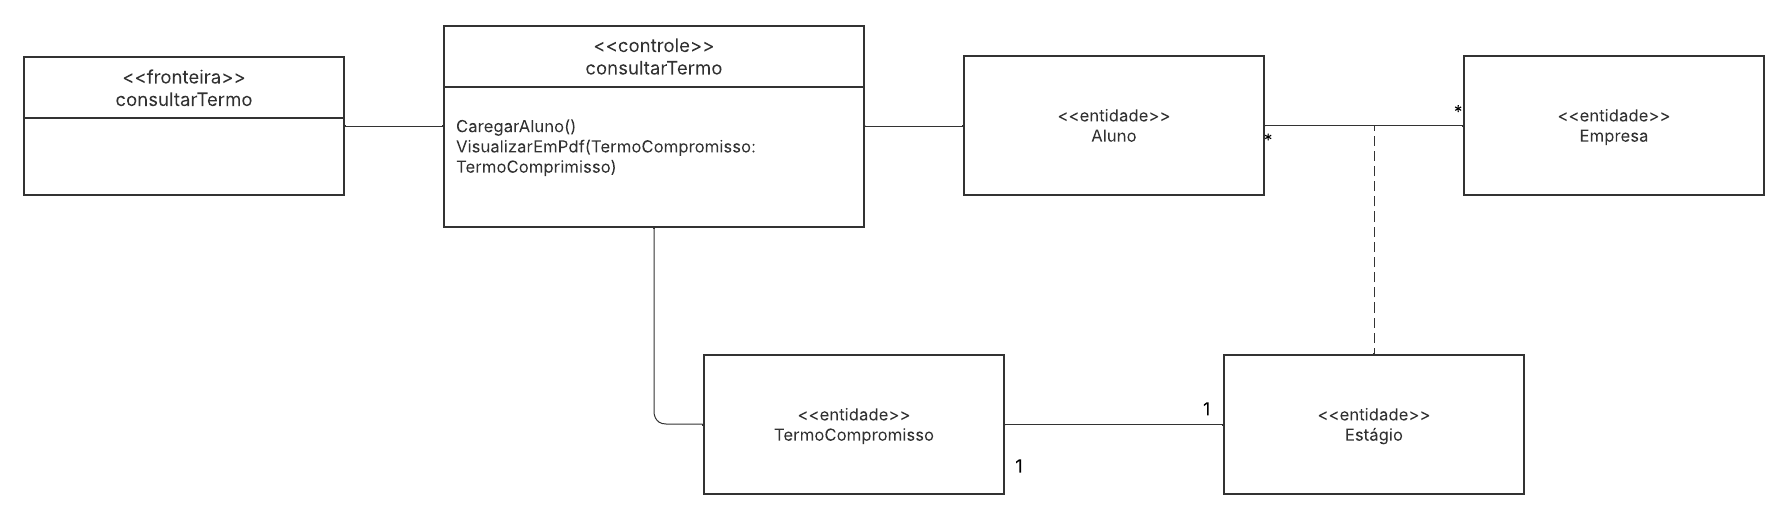 <<fronteira>>
consultarTermo
<<controle>>
consultarTermo
CaregarAluno()
VisualizarEmPdf(TermoCompromisso:
TermoComprimisso)
<<entidade>>
Aluno
*
*
<<entidade>>
Empresa
<<entidade>>
TermoCompromisso
1
1
<<entidade>>
Estágio